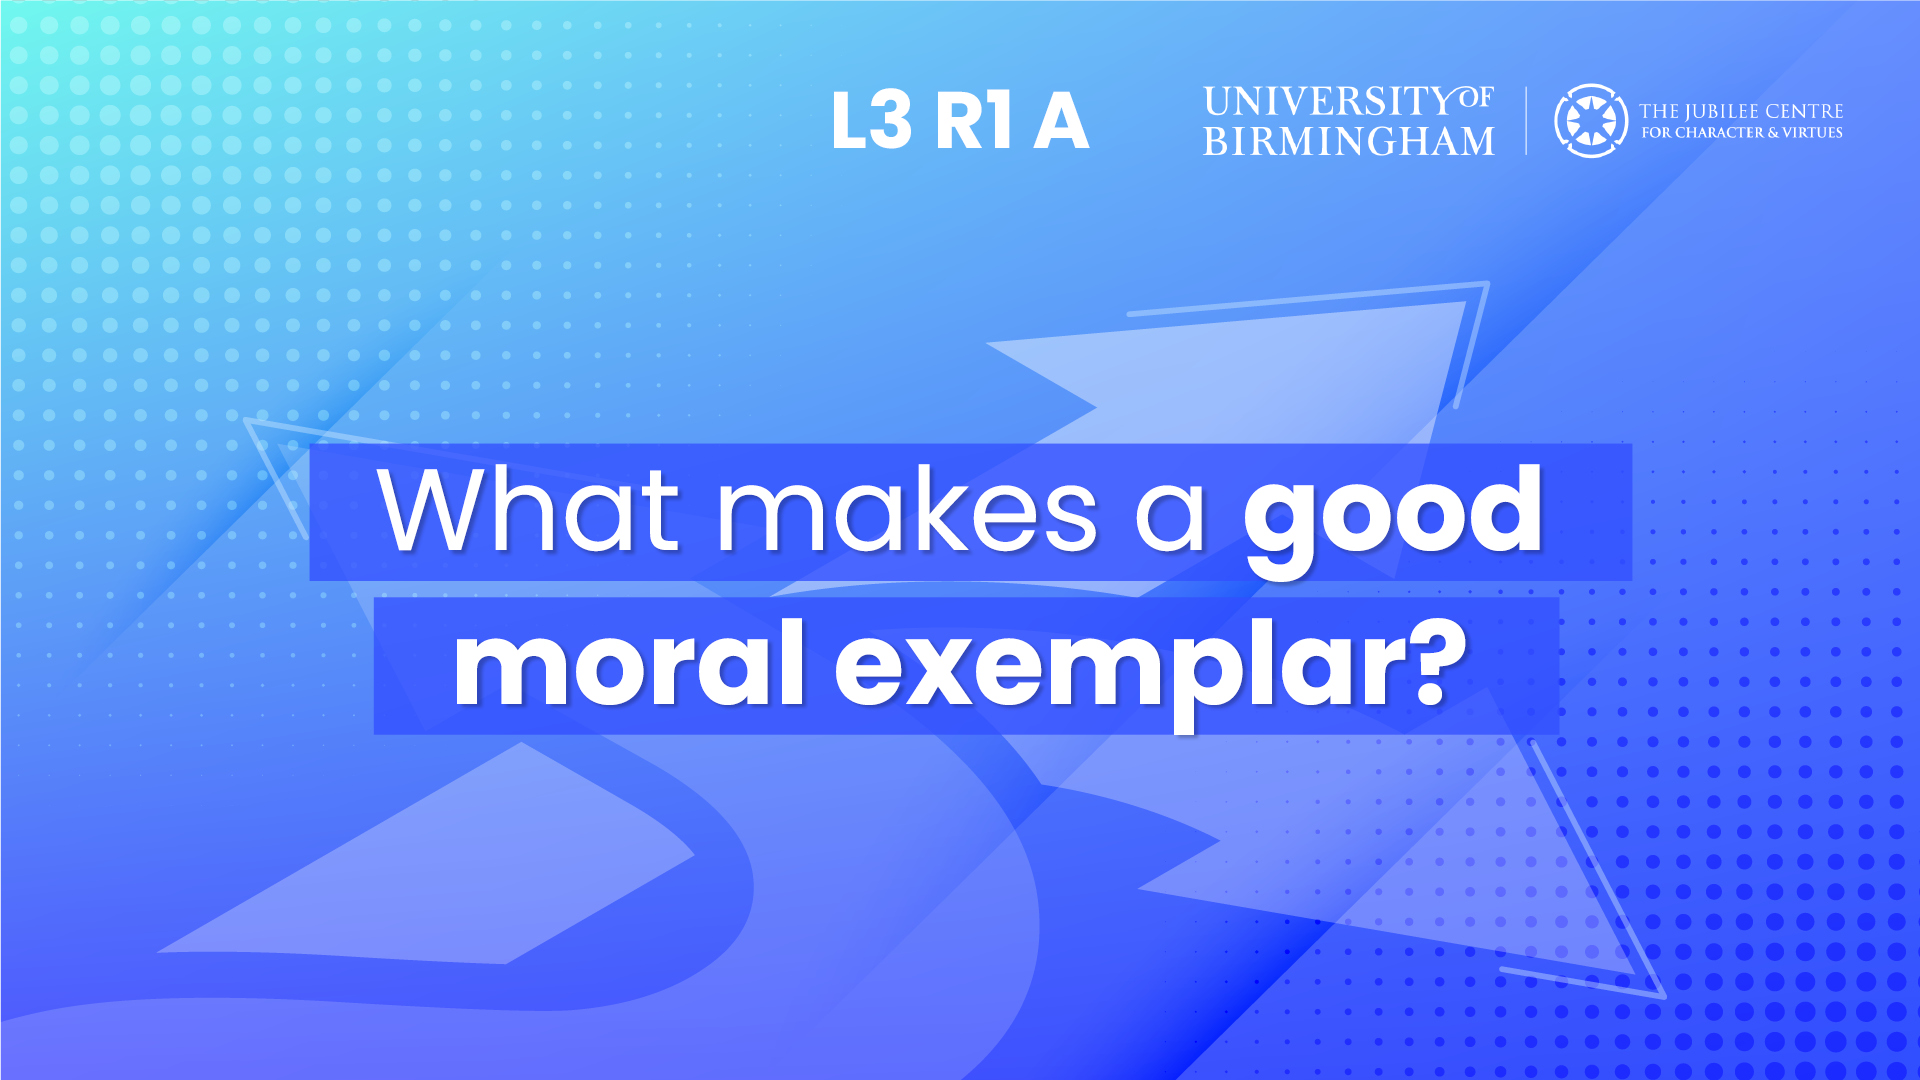 L3 R1 A
UNIVERSITY OF
BIRMINGHAM
THE JUBILEE CENTRE
FOR CHARACTER & VIRTUES
What makes a good
moral exemplar?